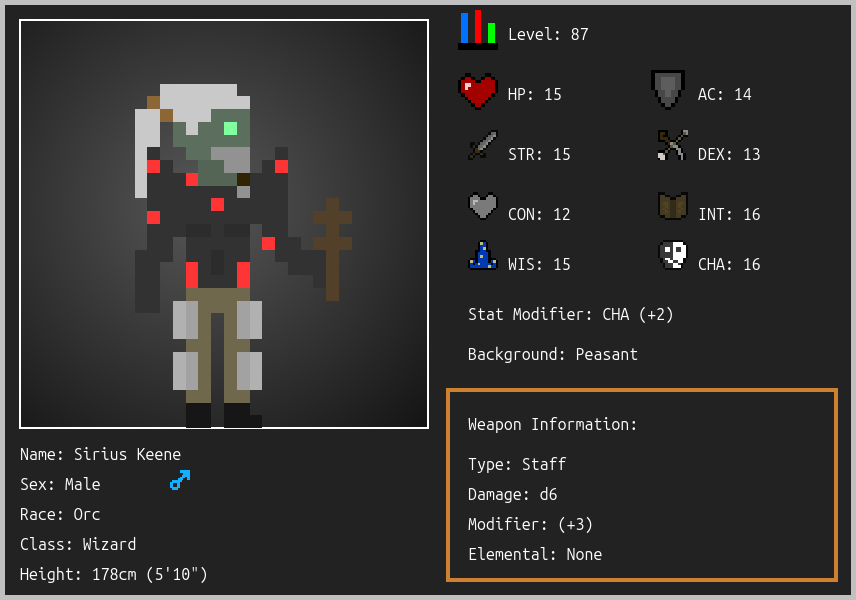 Level: 87
HP: 15
AC: 14
STR: 15
DEX: 13
CON: 12
INT: 16
WIS: 15
CHA: 16
Stat Modifier: CHA (+2)
Background: Peasant
Weapon Information:
Type: Staff
Damage: d6
Modifier: (+3)
Elemental: None
Name: Sirius Keene
Sex: Male
Race: Orc
Class: Wizard
Height: 178cm (5'10")